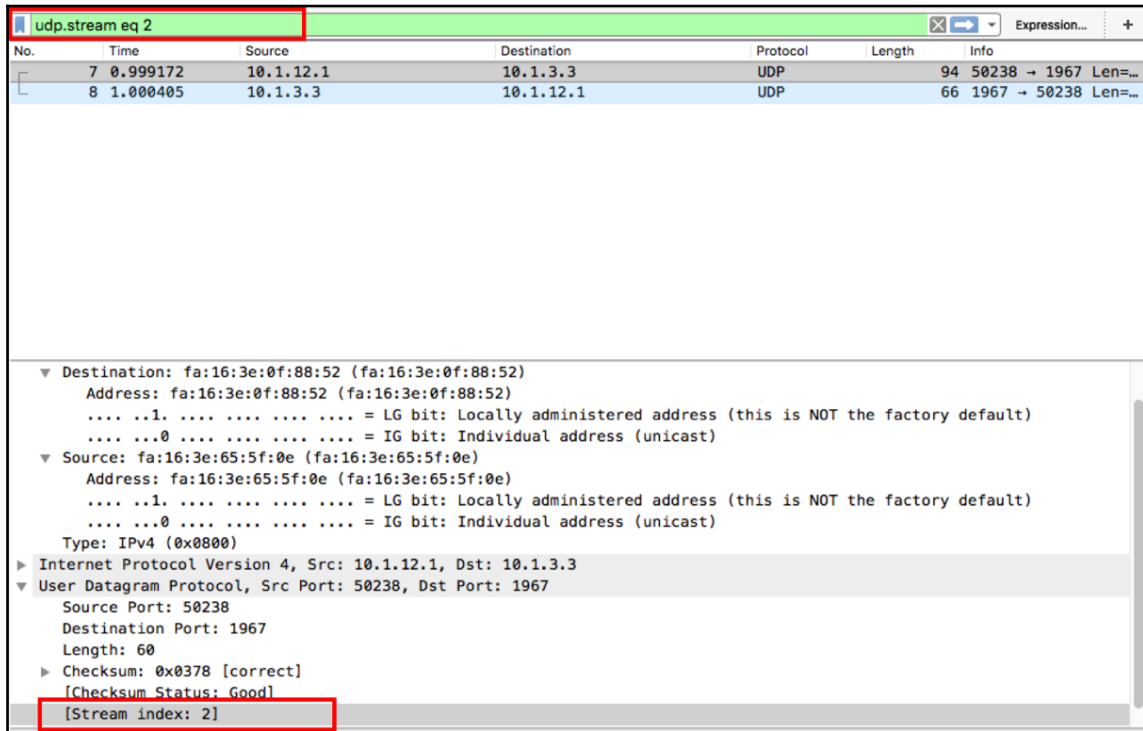 udp.stream eq 2 Expression... +
No. Time Source Destination Protocol Length Info
7 0.999172 10.1.12.1 10.1.3.3 UDP 94 50238 → 1967 Len=…
8 1.000405 10.1.3.3 10.1.12.1 UDP 66 1967 → 50238 Len=…
Destination: fa:16:3e:0f:88:52 (fa:16:3e:0f:88:52)
Address: fa:16:3e:0f:88:52 (fa:16:3e:0f:88:52)
.... ..1. .... .... .... .... = LG bit: Locally administered address (this is NOT the factory default)
.... ...0 .... .... .... .... = IG bit: Individual address (unicast)
Source: fa:16:3e:65:5f:0e (fa:16:3e:65:5f:0e)
Address: fa:16:3e:65:5f:0e (fa:16:3e:65:5f:0e)
.... ..1. .... .... .... .... = LG bit: Locally administered address (this is NOT the factory default)
.... ...0 .... .... .... .... = IG bit: Individual address (unicast)
Type: IPv4 (0x0800)
Internet Protocol Version 4, Src: 10.1.12.1, Dst: 10.1.3.3
User Datagram Protocol, Src Port: 50238, Dst Port: 1967
Source Port: 50238
Destination Port: 1967
Length: 60
Checksum: 0x0378 [correct]
[Checksum Status: Good]
[Stream index: 2]